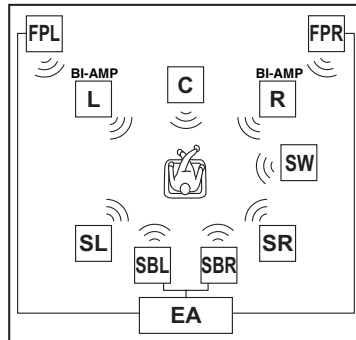 FPL FPR
BI-AMP BI-AMP
L C R
SW
SL SR
SBL SBR
EA